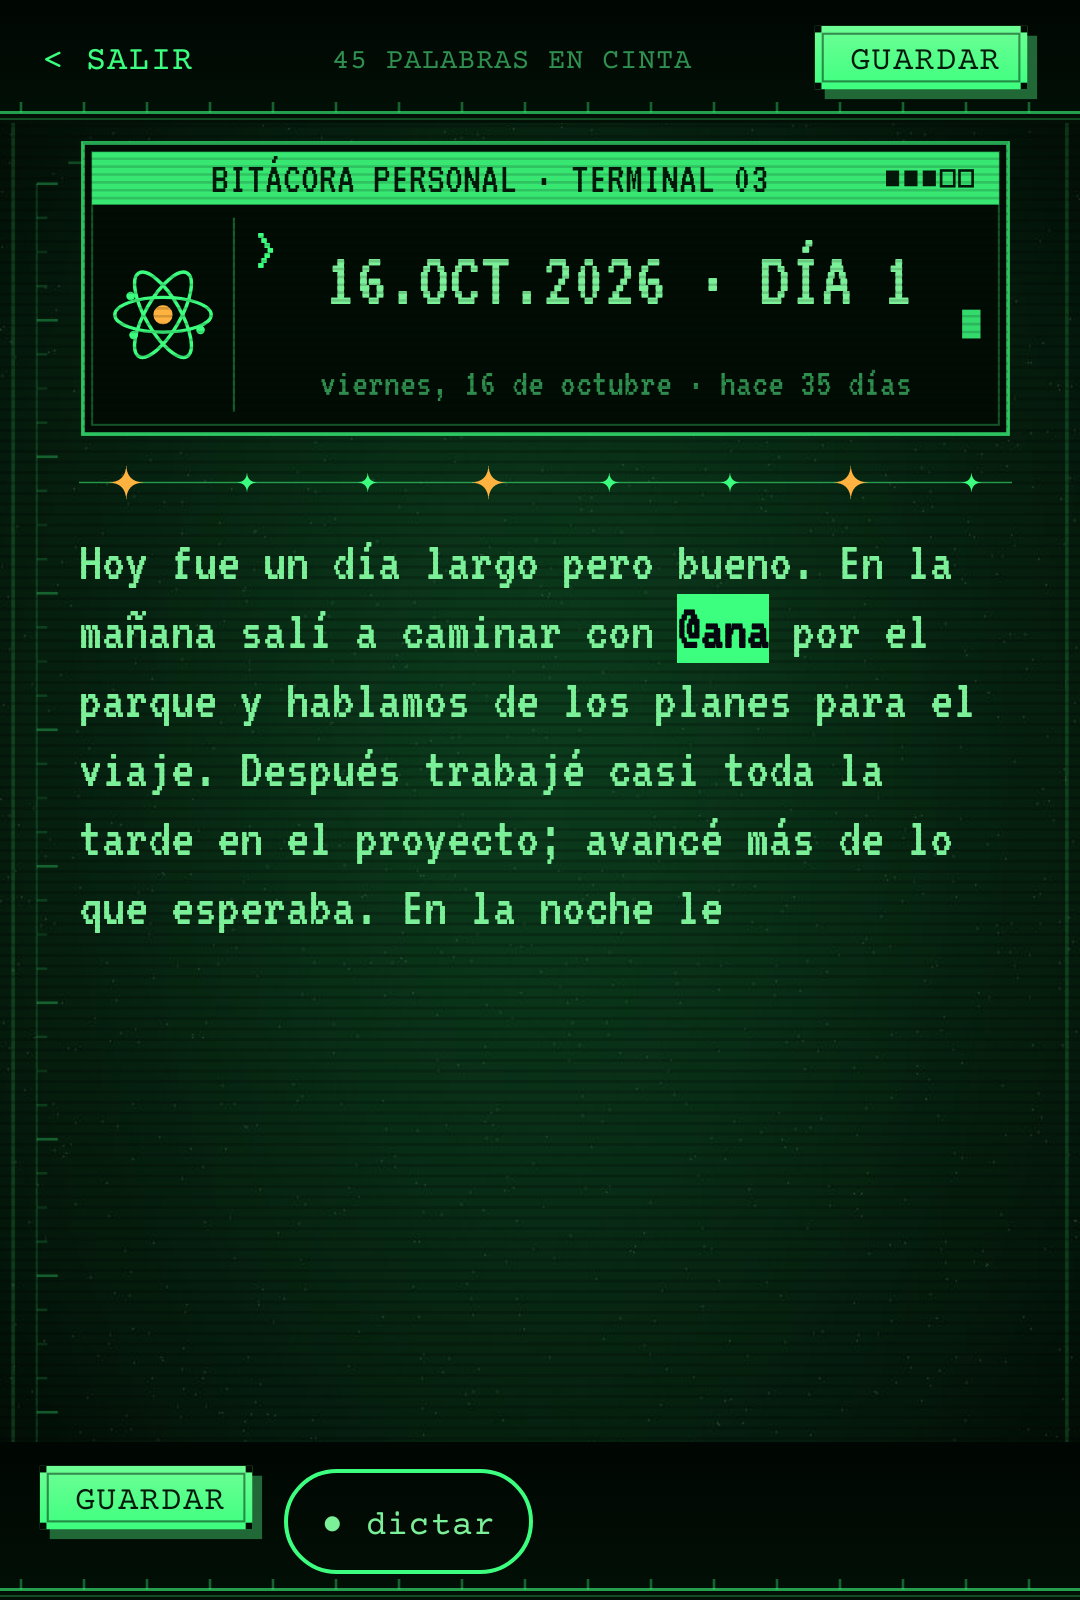 < SALIR
45 PALABRAS EN CINTA
GUARDAR
BITÁCORA PERSONAL · TERMINAL 03
16.OCT.2026 · DÍA 1
viernes, 16 de octubre · hace 35 días
Hoy fue un día largo pero bueno. En la
mañana salí a caminar con @ana por el
parque y hablamos de los planes para el
viaje. Después trabajé casi toda la
tarde en el proyecto; avancé más de lo
que esperaba. En la noche le
GUARDAR
● dictar